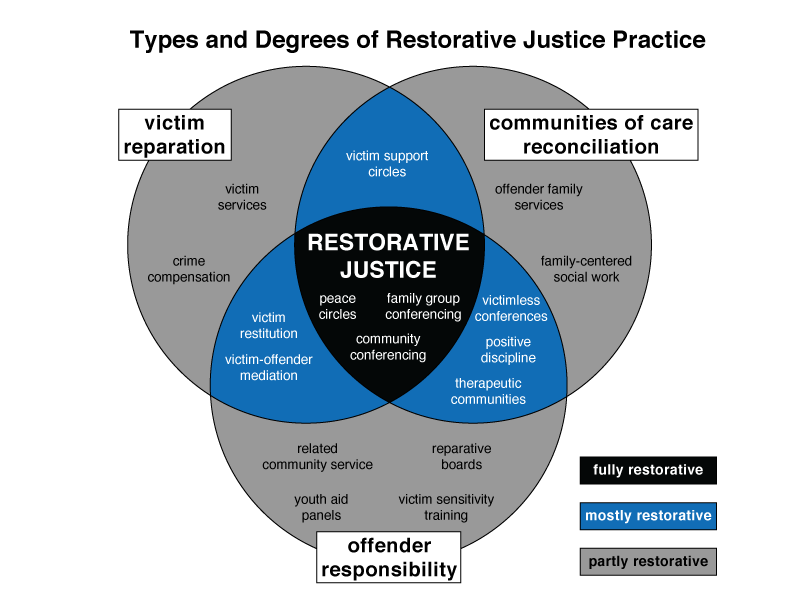 Types and Degrees of Restorative Justice Practice
victim
reparation
communities of care
reconciliation
victim support
circles
victim
services
offender family
services
crime
compensation
family-centered
social work
RESTORATIVE
JUSTICE
peace
circles
family group
conferencing
community
conferencing
victim
restitution
victim-offender
mediation
victimless
conferences
positive
discipline
therapeutic
communities
related
community service
reparative
boards
youth aid
panels
victim sensitivity
training
offender
responsibility
fully restorative
mostly restorative
partly restorative